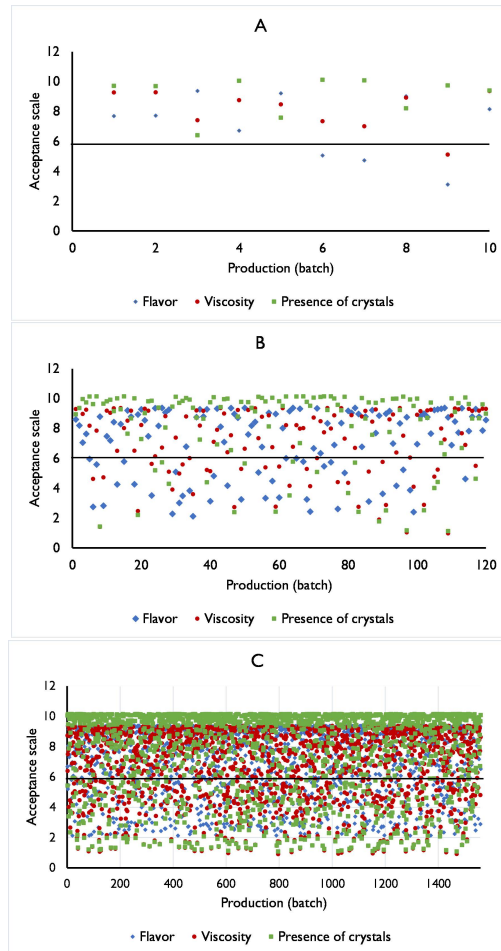 A
12
10
8
6
4
2
0
Acceptance scale
0 2 4 6 8 10
Production (batch)
Flavor Viscosity Presence of crystals
B
12
10
8
6
4
2
0
Acceptance scale
0 20 40 60 80 100 120
Production (batch)
Flavor Viscosity Presence of crystals
C
12
10
8
6
4
2
0
Acceptance scale
0 200 400 600 800 1000 1200 1400
Production (batch)
Flavor Viscosity Presence of crystals